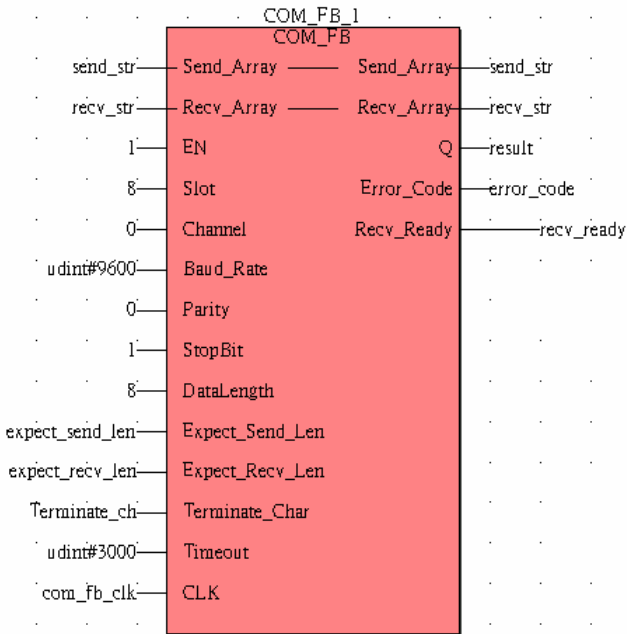 COM_FB_1
COM_FB
send_str Send_Array Send_Array send_str
recv_str Recv_Array Recv_Array recv_str
1 EN Q result
8 Slot Error_Code error_code
0 Channel Recv_Ready recv_ready
udint#9600 Baud_Rate
0 Parity
1 StopBit
8 DataLength
expect_send_len Expect_Send_Len
expect_recv_len Expect_Recv_Len
Terminate_ch Terminate_Char
udint#3000 Timeout
com_fb_clk CLK